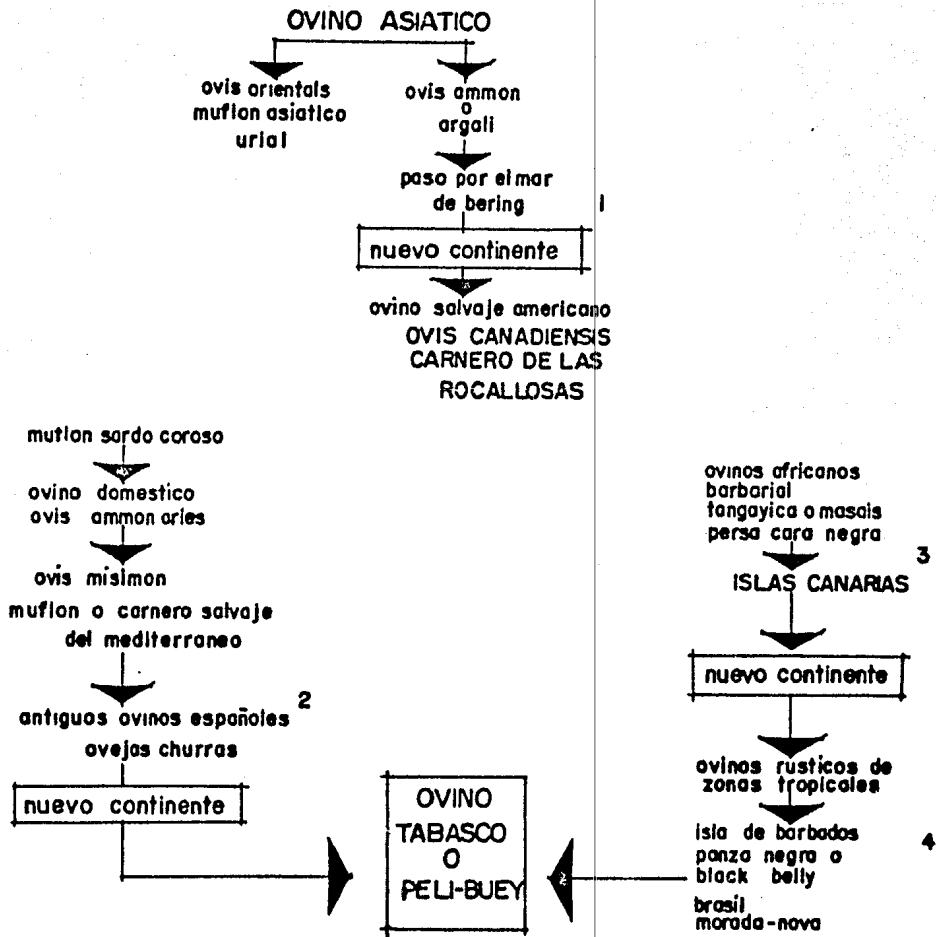 OVINO ASIATICO
ovis orientals
muflon asiatico
urial
ovis ammon
o
argali
paso por el mar
de bering
1
nuevo continente
ovino salvaje americano
OVIS CANADIENSIS
CARNERO DE LAS
ROCALLOSAS
muflon sardo coroso
ovino domestico
ovis ammon aries
ovis misimon
muflon o carnero salvaje
del mediterraneo
antiguos ovinos españoles
2
ovejas churras
nuevo continente
OVINO
TABASCO
O
PELI-BUEY
ovinos africanos
barbarial
tangayica o masais
persa cara negra
3
ISLAS CANARIAS
nuevo continente
ovinos rusticos de
zonas tropicales
isla de barbados
4
panza negra o
black belly
brasil
morada-nova